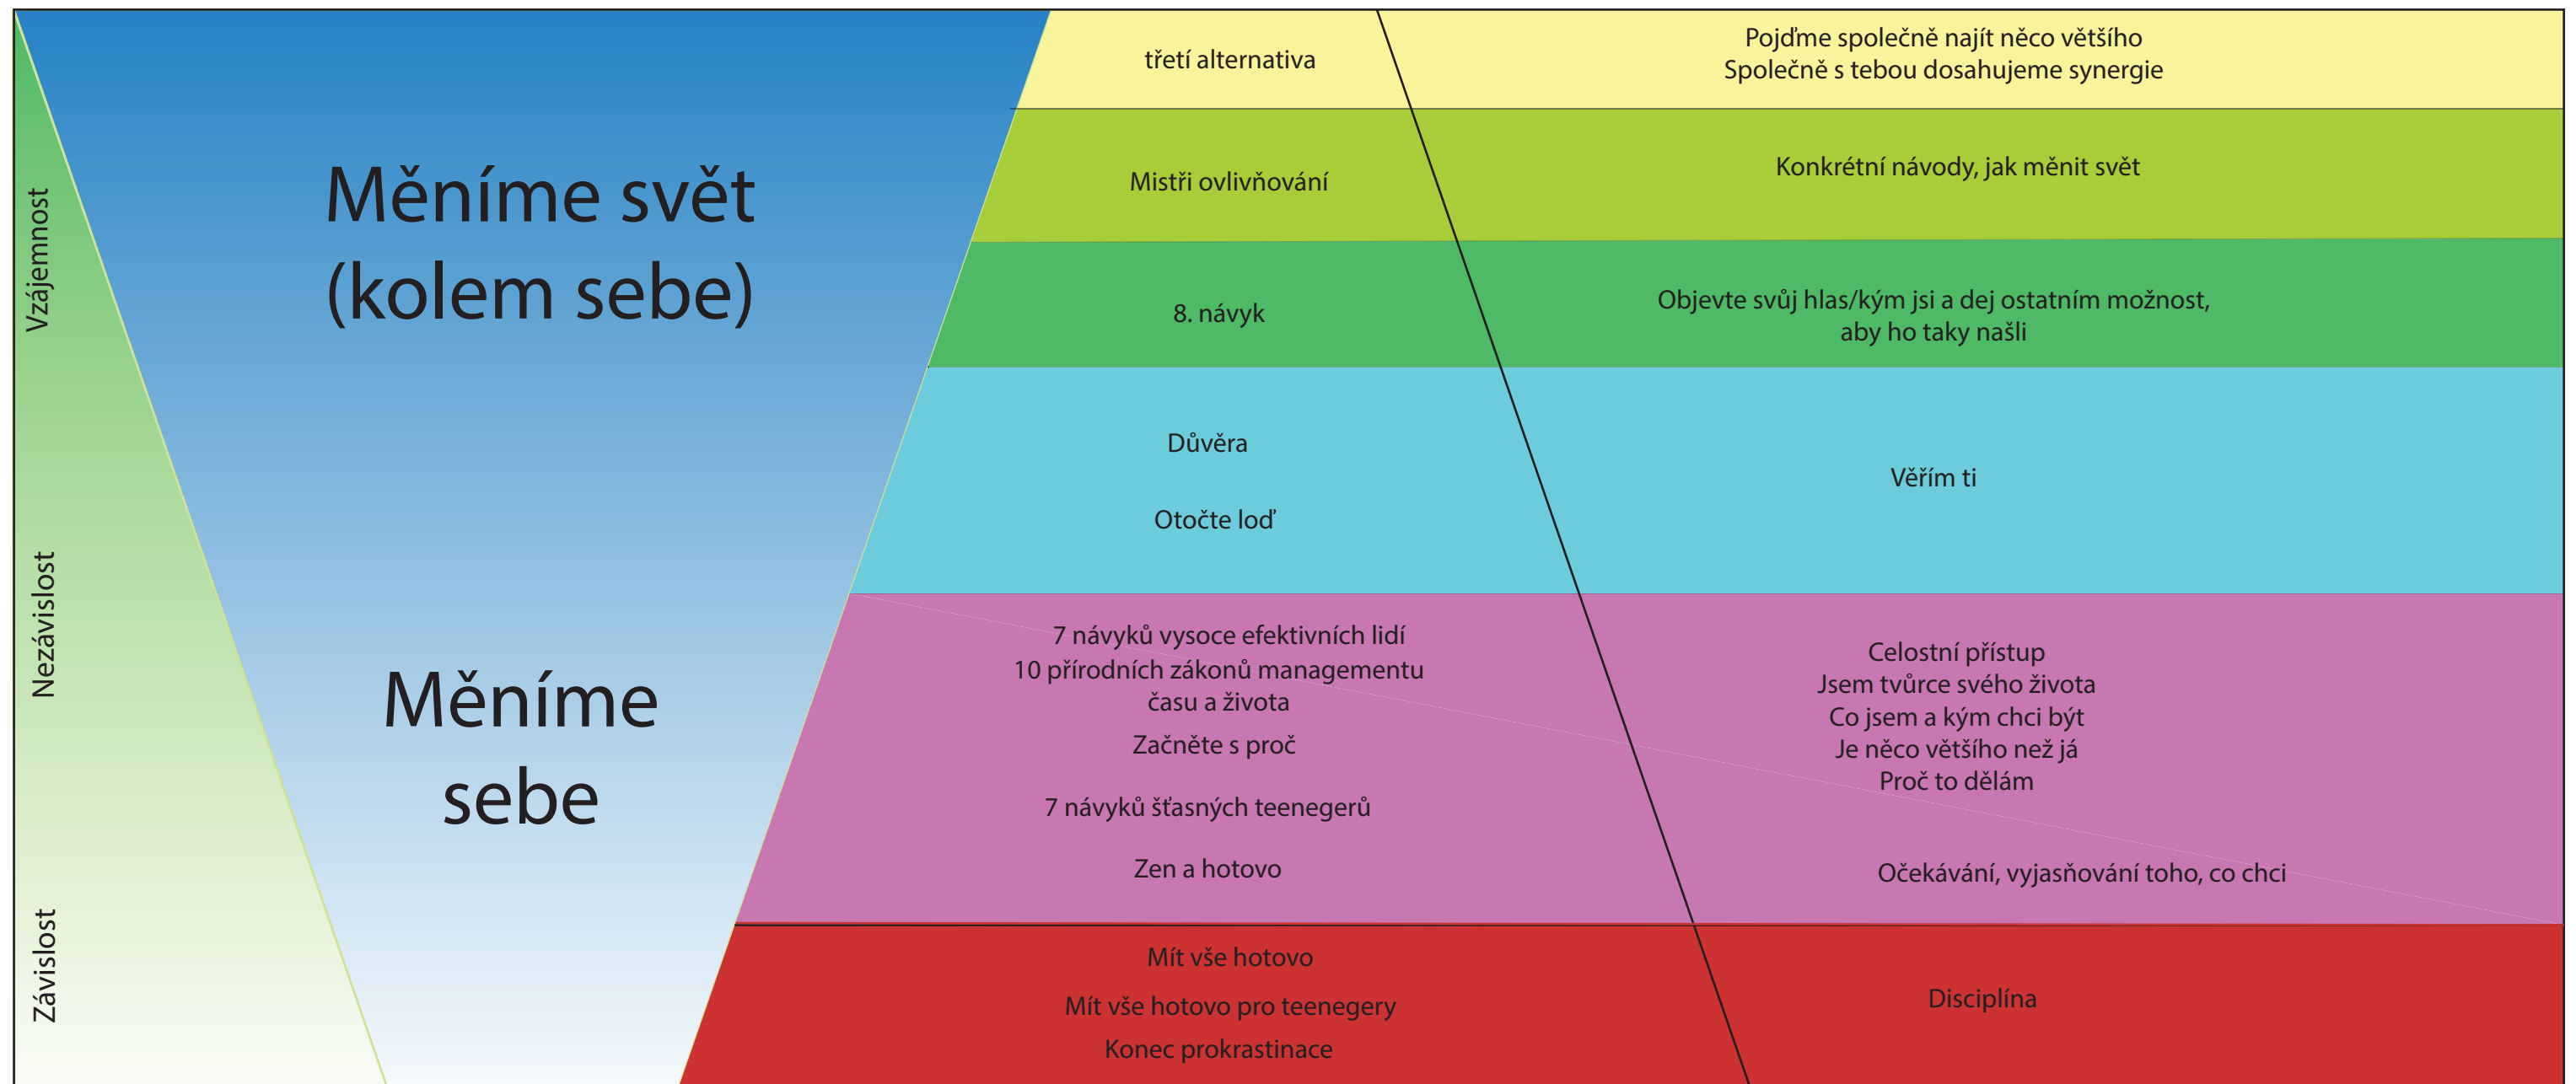 Vzájemnost
Nezávislost
Závislost
Měníme svět
(kolem sebe)
Měníme
sebe
třetí alternativa
Pojďme společně najít něco většího
Společně s tebou dosahujeme synergie
Mistři ovlivňování
Konkrétní návody, jak měnit svět
8. návyk
Objevte svůj hlas/kým jsi a dej ostatním možnost,
aby ho taky našli
Důvěra
Otočte loď
Věřím ti
7 návyků vysoce efektivních lidí
10 přírodních zákonů managementu
času a života
Začněte s proč
7 návyků šťasných teenegerů
Zen a hotovo
Celostní přístup
Jsem tvůrce svého života
Co jsem a kým chci být
Je něco většího než já
Proč to dělám
Očekávání, vyjasňování toho, co chci
Mít vše hotovo
Mít vše hotovo pro teenegery
Konec prokrastinace
Disciplína